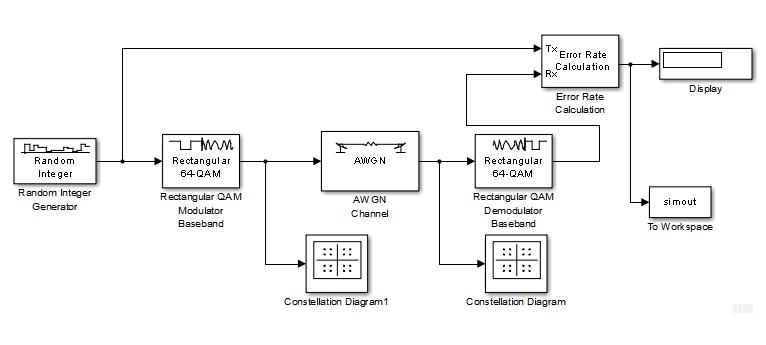 Tx
Rx
Error Rate
Calculation
Error Rate
Calculation
Display
Random
Integer
Random Integer
Generator
Rectangular
64-QAM
Rectangular QAM
Modulator
Baseband
AWGN
AWGN
Channel
Rectangular
64-QAM
Rectangular QAM
Demodulator
Baseband
simout
To Workspace
Constellation Diagram1
Constellation Diagram